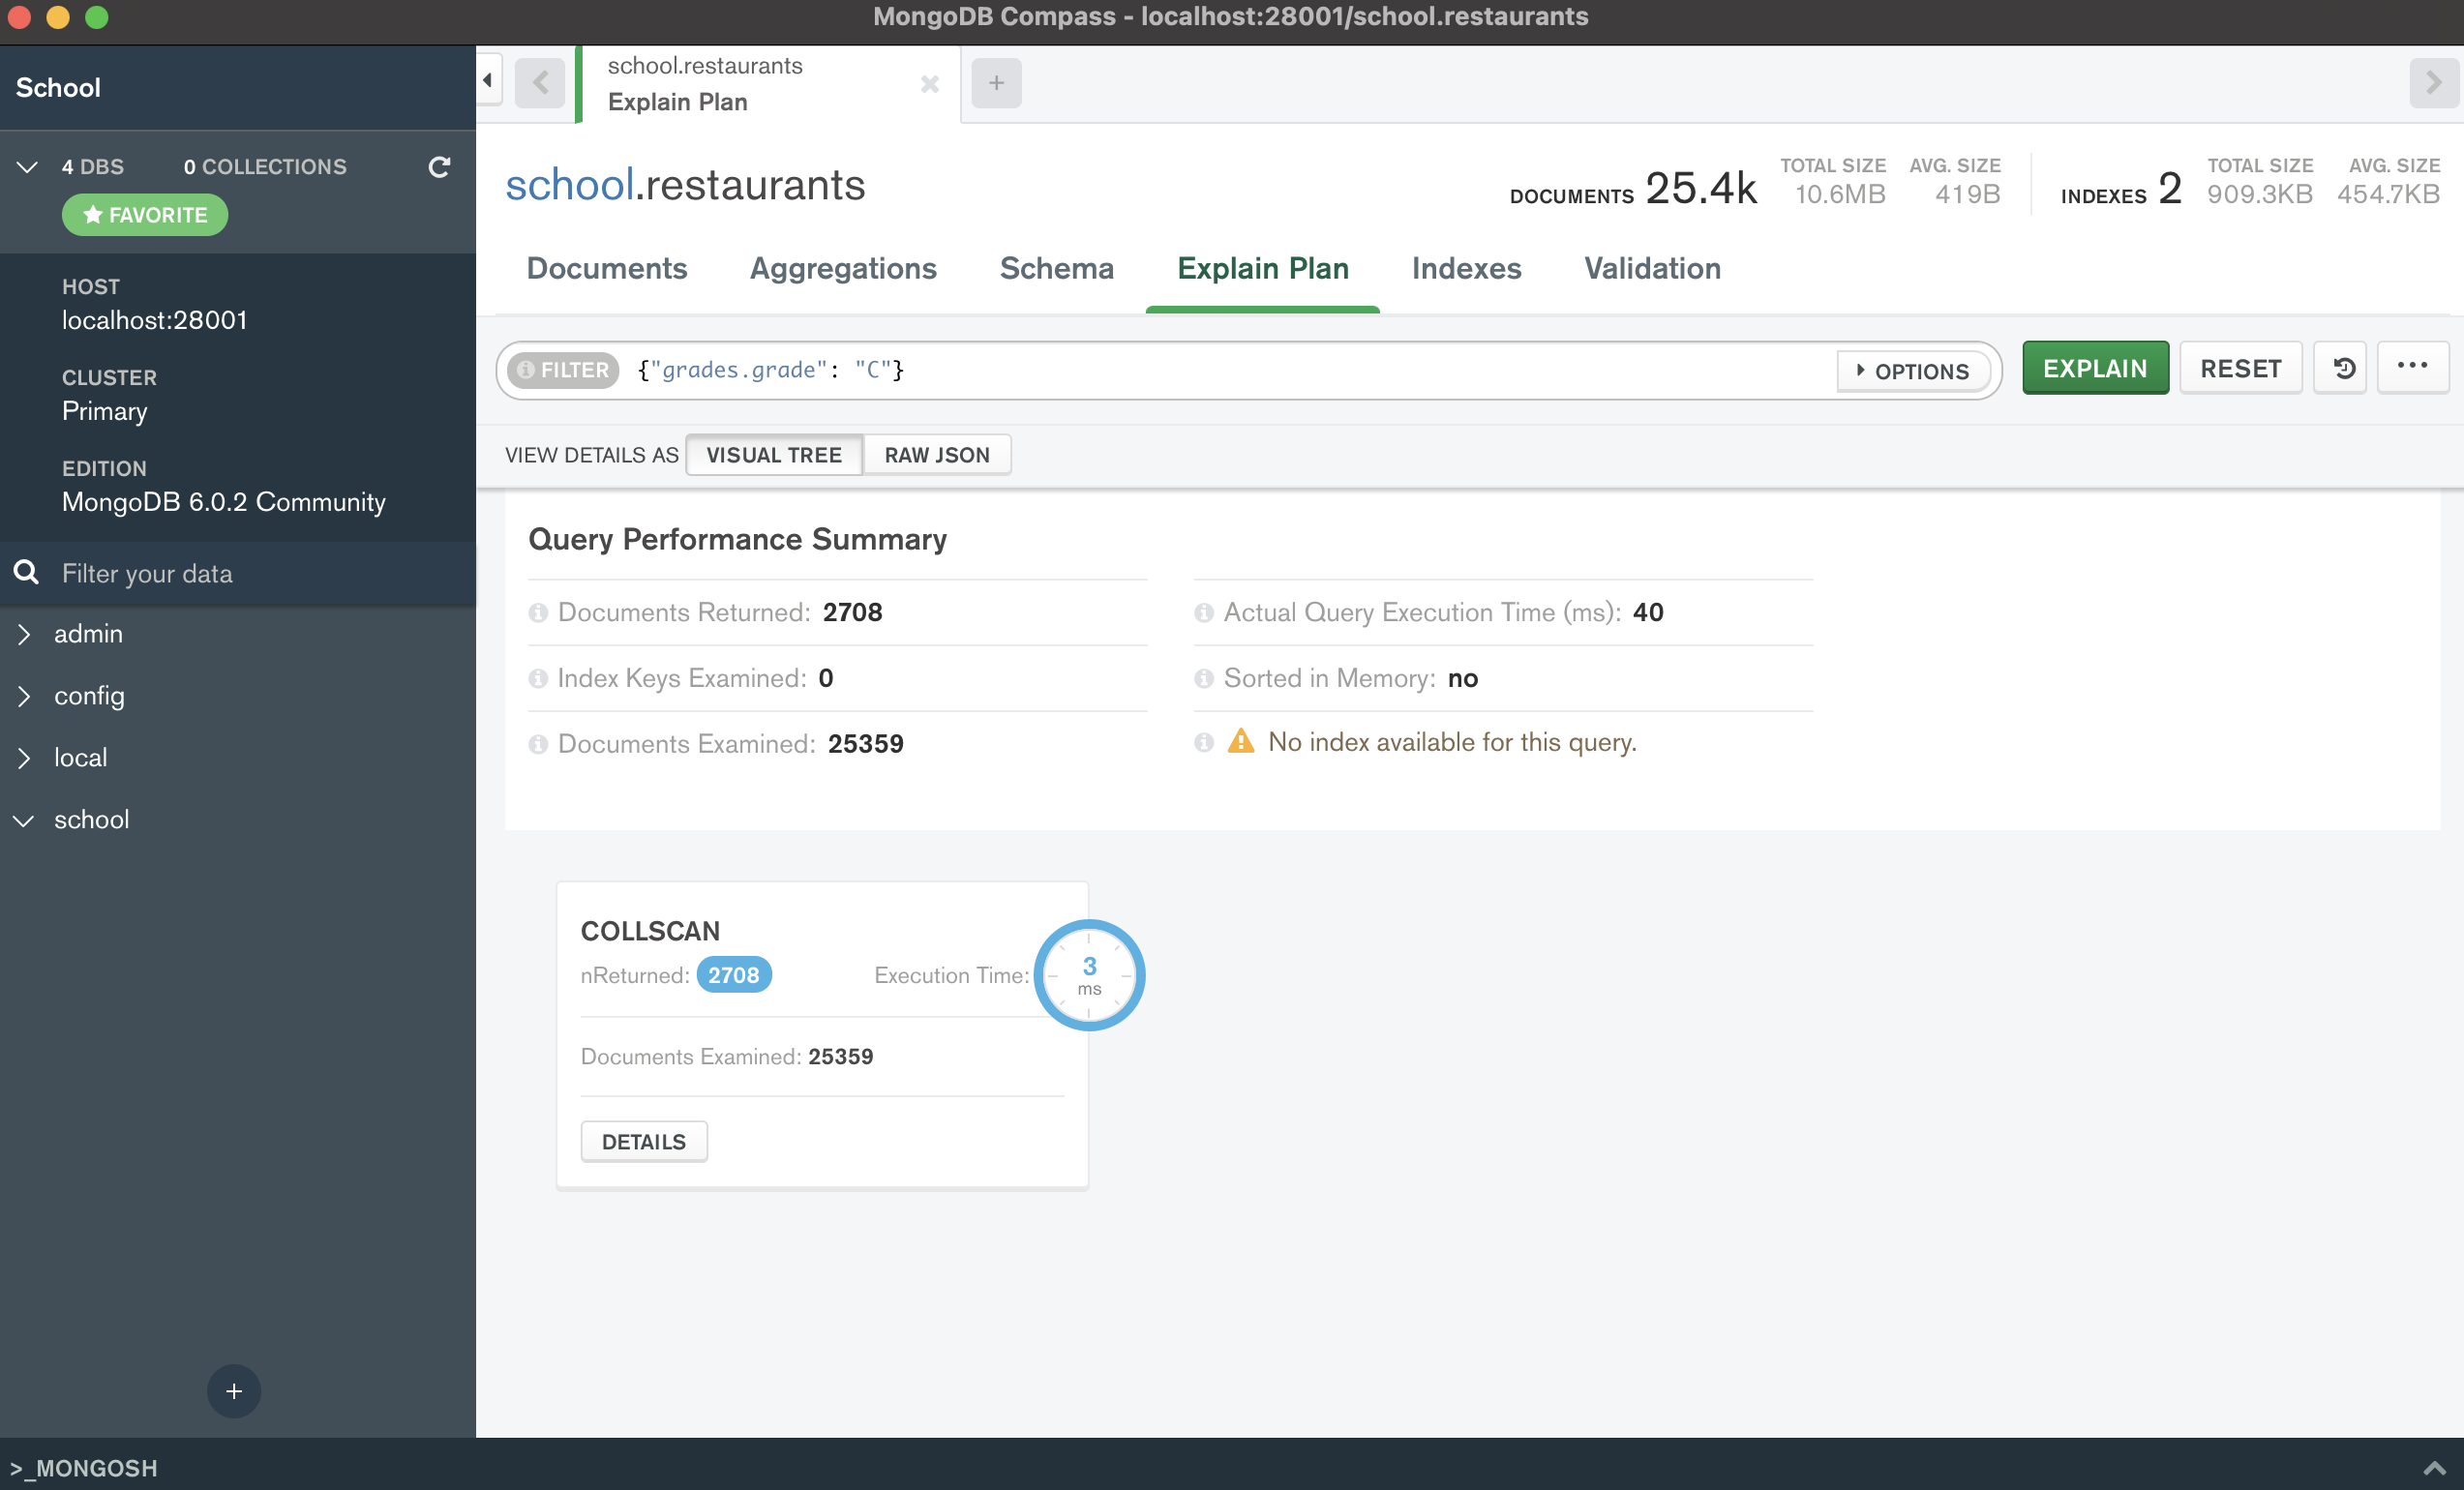 MongoDB Compass - localhost:28001/school.restaurants
School
4 DBS 0 COLLECTIONS
FAVORITE
HOST
localhost:28001
CLUSTER
Primary
EDITION
MongoDB 6.0.2 Community
Filter your data
admin
config
local
school
+
>_MONGOSH
school.restaurants
Explain Plan
+
school.restaurants
DOCUMENTS 25.4k
TOTAL SIZE
10.6MB
AVG. SIZE
419B
INDEXES 2
TOTAL SIZE
909.3KB
AVG. SIZE
454.7KB
Documents Aggregations Schema Explain Plan Indexes Validation
FILTER {"grades.grade": "C"} OPTIONS EXPLAIN RESET ...
VIEW DETAILS AS VISUAL TREE RAW JSON
Query Performance Summary
Documents Returned: 2708
Index Keys Examined: 0
Documents Examined: 25359
Actual Query Execution Time (ms): 40
Sorted in Memory: no
No index available for this query.
COLLSCAN
nReturned: 2708 Execution Time: 3 ms
Documents Examined: 25359
DETAILS